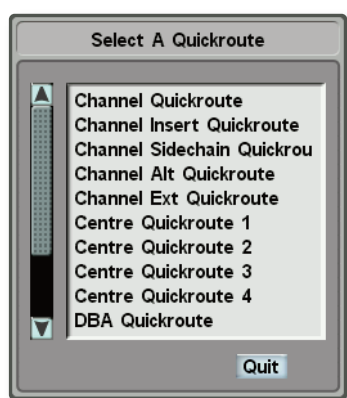 Select A Quickroute
Channel Quickroute
Channel Insert Quickroute
Channel Sidechain Quickrou
Channel Alt Quickroute
Channel Ext Quickroute
Centre Quickroute 1
Centre Quickroute 2
Centre Quickroute 3
Centre Quickroute 4
DBA Quickroute
Quit